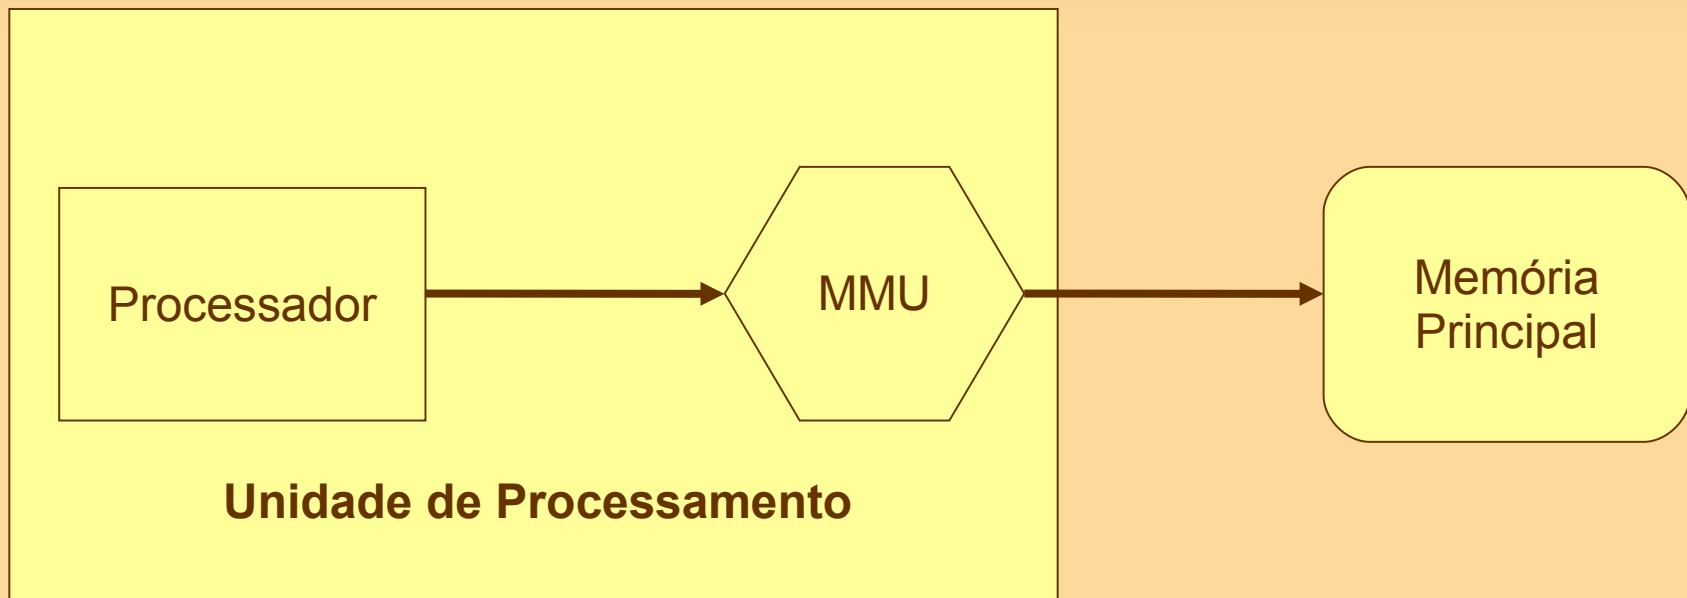 Processador
MMU
Memória
Principal
Unidade de Processamento